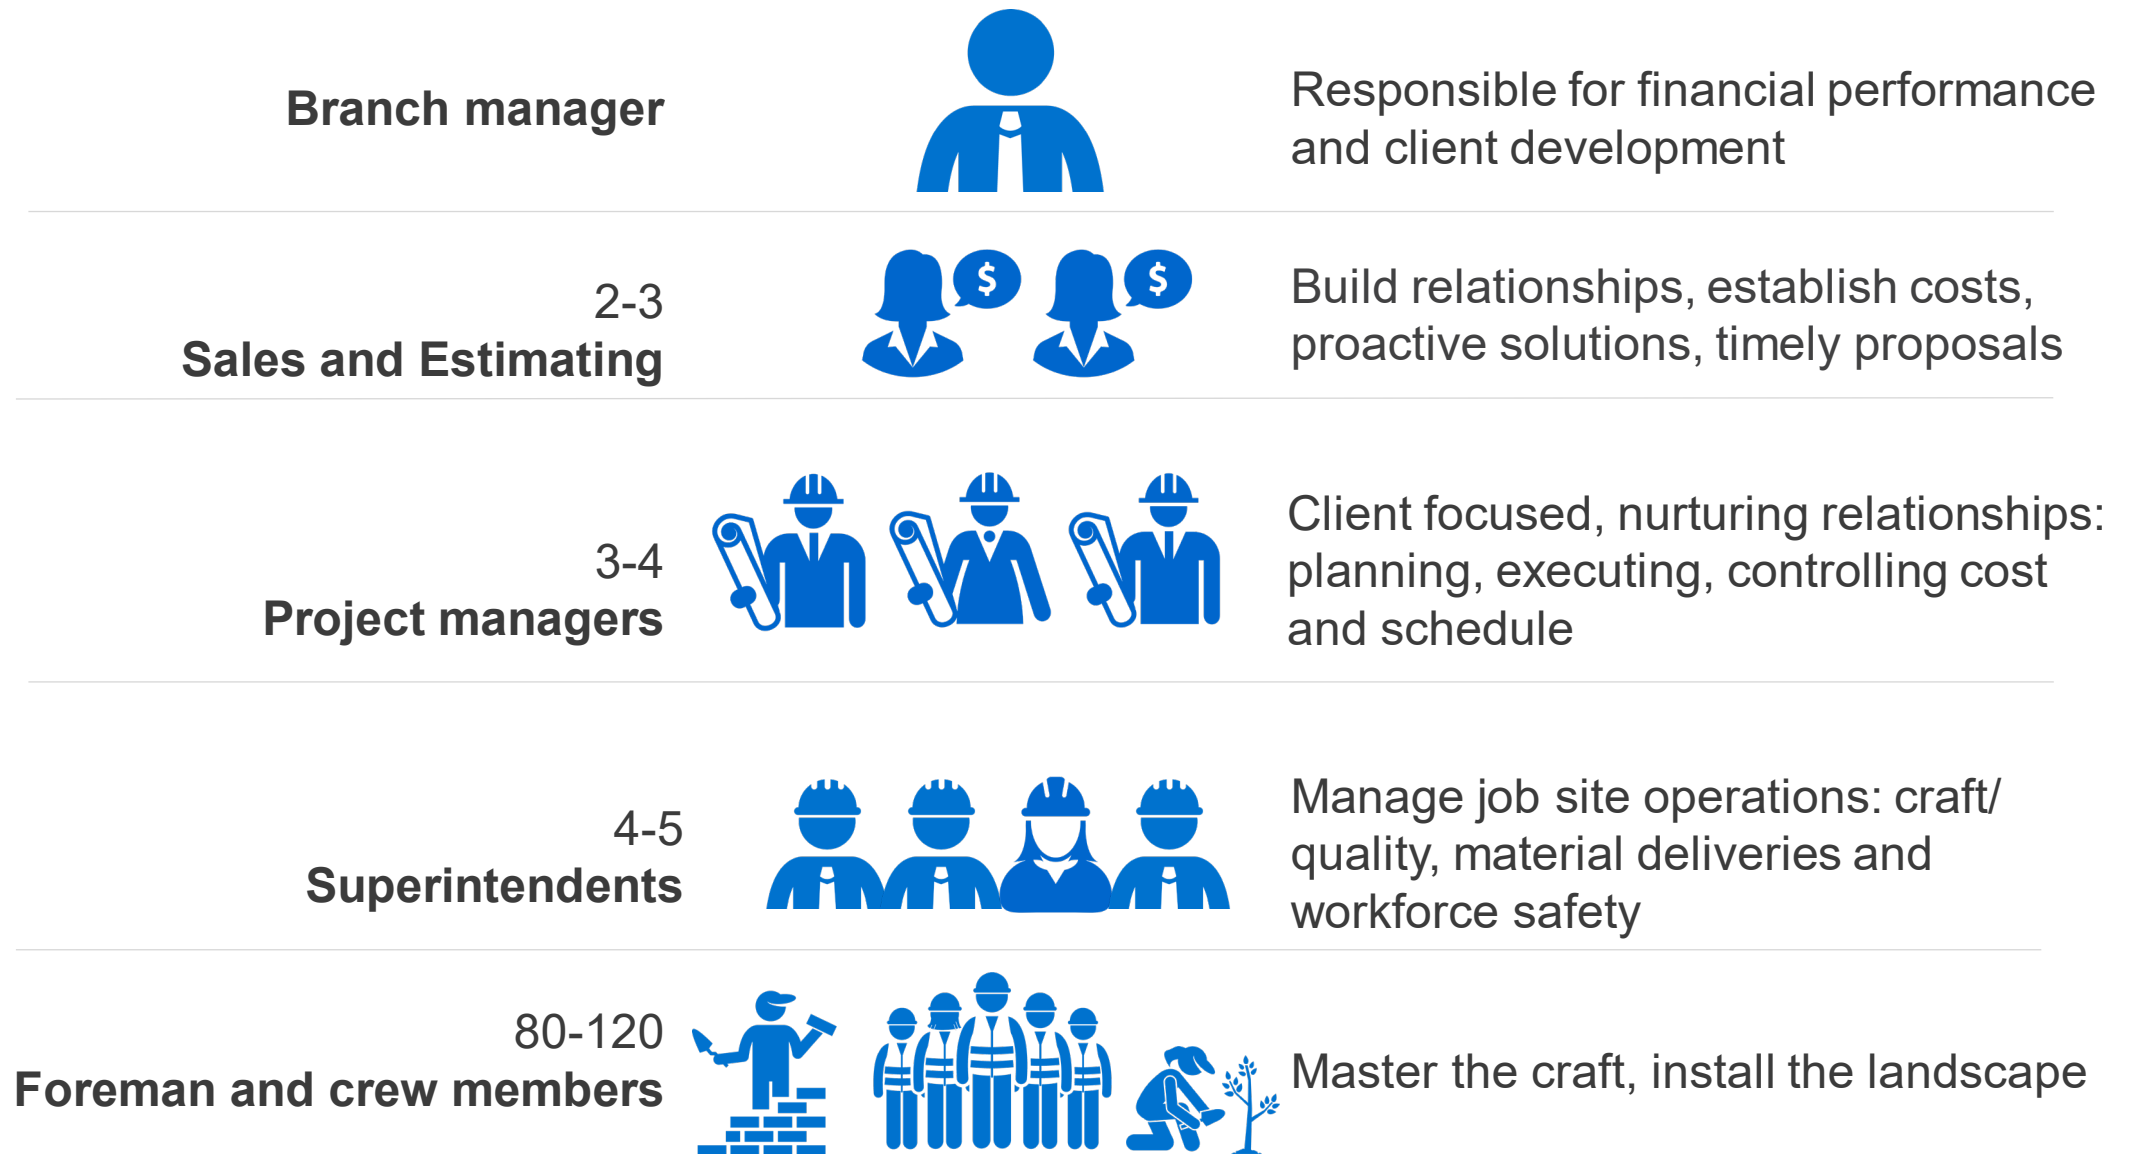 Branch manager
Responsible for financial performance
and client development
2-3
Sales and Estimating
$ $
Build relationships, establish costs,
proactive solutions, timely proposals
3-4
Project managers
Client focused, nurturing relationships:
planning, executing, controlling cost
and schedule
4-5
Superintendents
Manage job site operations: craft/
quality, material deliveries and
workforce safety
80-120
Foreman and crew members
Master the craft, install the landscape